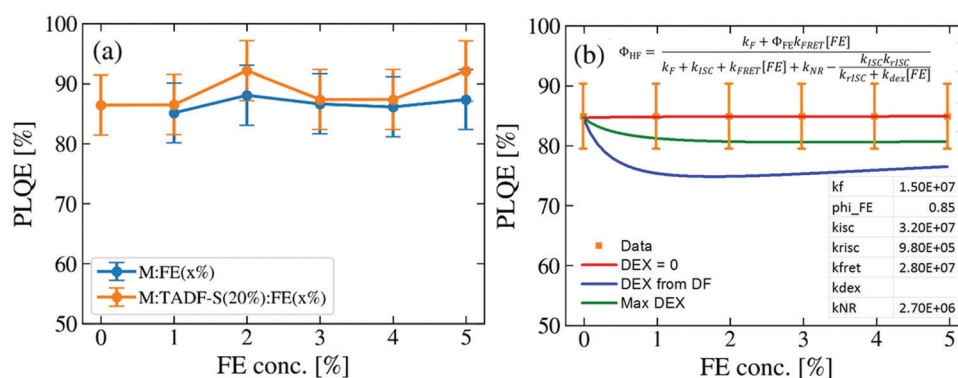 100
90
80
70
60
50
PLQE [%]
(a)
M:FE(x%)
M:TADF-S(20%):FE(x%)
0 1 2 3 4 5
FE conc. [%]
100
90
80
70
60
50
PLQE [%]
(b)
Φ_HF = (k_F + Φ_FE k_FRET[FE]) / (k_F + k_ISC + k_FRET[FE] + k_NR − (k_ISC k_rISC) / (k_rISC + k_dex[FE]))
Data
DEX = 0
DEX from DF
Max DEX
kf 1.50E+07
phi_FE 0.85
kisc 3.20E+07
krisc 9.80E+05
kfret 2.80E+07
kdex
kNR 2.70E+06
0 1 2 3 4 5
FE conc. [%]